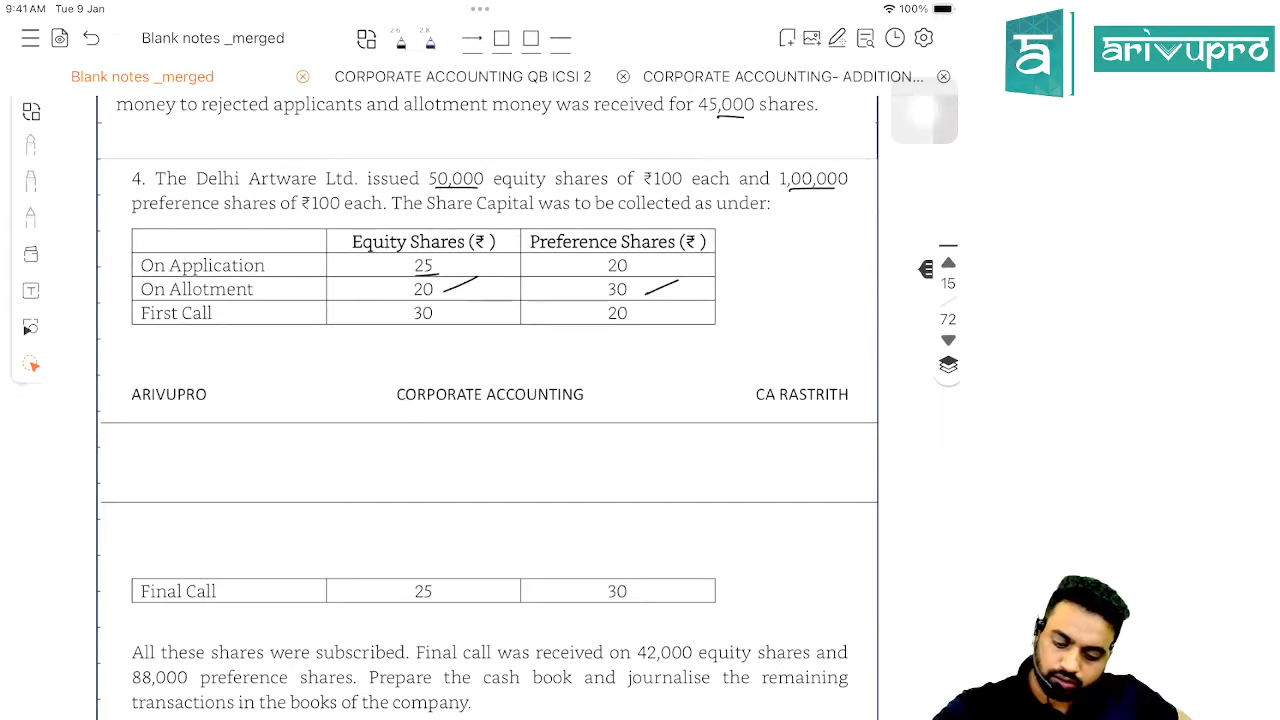 9:41 AM Tue 9 Jan 100%
Blank notes _merged
Blank notes _merged CORPORATE ACCOUNTING QB ICSI 2 CORPORATE ACCOUNTING- ADDITION...
arivupro
money to rejected applicants and allotment money was received for 45,000 shares.
4. The Delhi Artware Ltd. issued 50,000 equity shares of ₹100 each and 1,00,000
preference shares of ₹100 each. The Share Capital was to be collected as under:
Equity Shares (₹ ) Preference Shares (₹ )
On Application 25 20
On Allotment 20 30
First Call 30 20
15
72
ARIVUPRO CORPORATE ACCOUNTING CA RASTRITH
Final Call 25 30
All these shares were subscribed. Final call was received on 42,000 equity shares and
88,000 preference shares. Prepare the cash book and journalise the remaining
transactions in the books of the company.